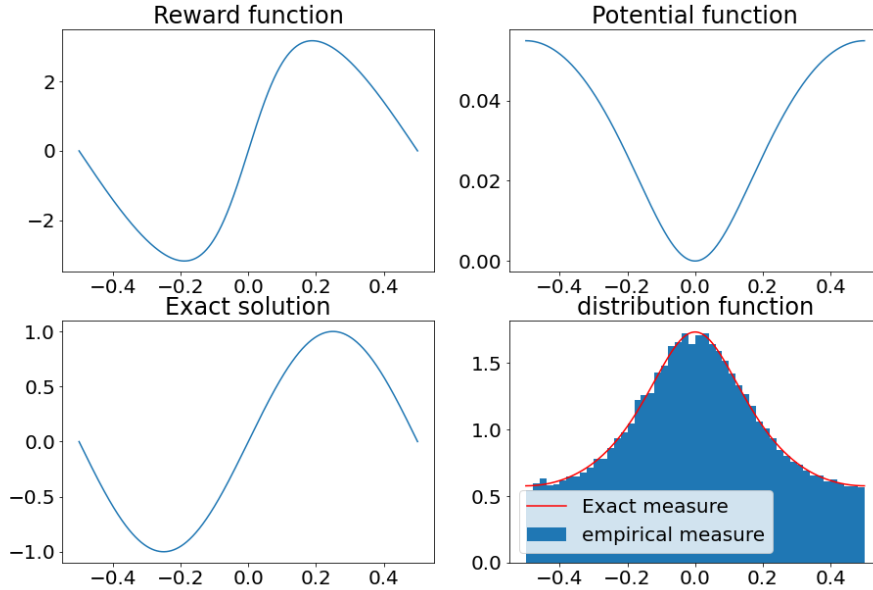 Reward function
2
0
−2
−0.4 −0.2 0.0 0.2 0.4
Potential function
0.04
0.02
0.00
−0.4 −0.2 0.0 0.2 0.4
Exact solution
1.0
0.5
0.0
−0.5
−1.0
−0.4 −0.2 0.0 0.2 0.4
distribution function
1.5
1.0
0.5
0.0
Exact measure
empirical measure
−0.4 −0.2 0.0 0.2 0.4